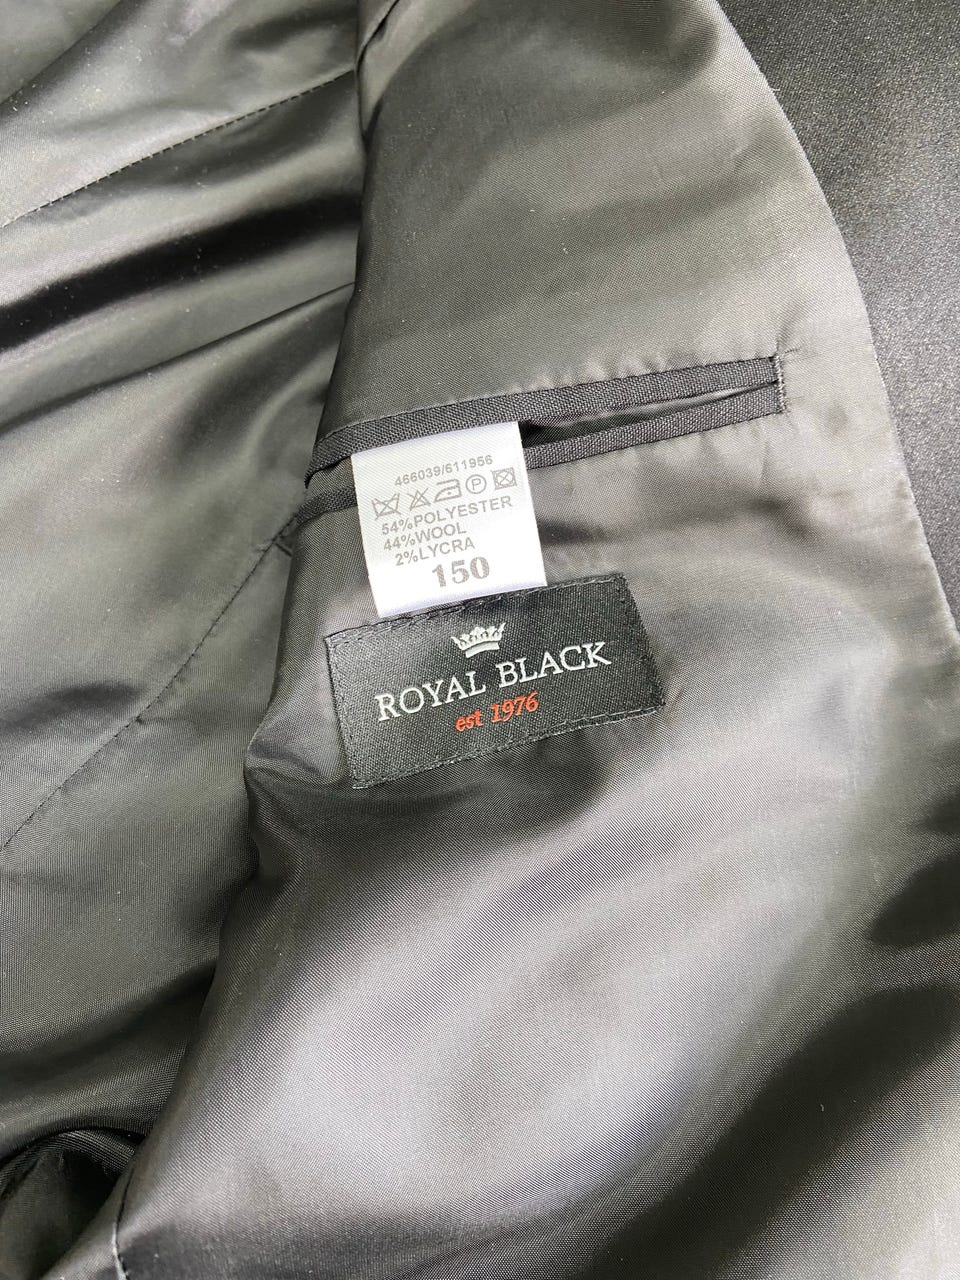 466039/611956
P
54%POLYESTER
44%WOOL
2%LYCRA
150
ROYAL BLACK
est 1976